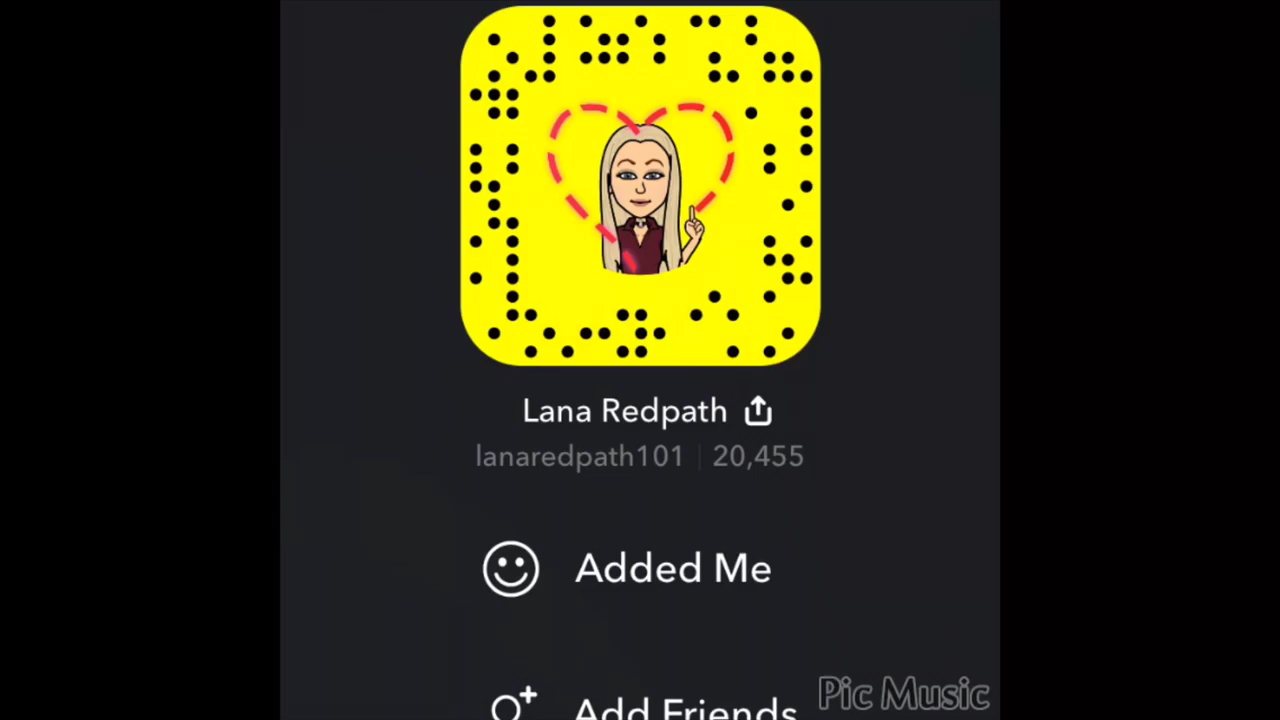 Lana Redpath
lanaredpath101 | 20,455
Added Me
Add Friends
Pic Music